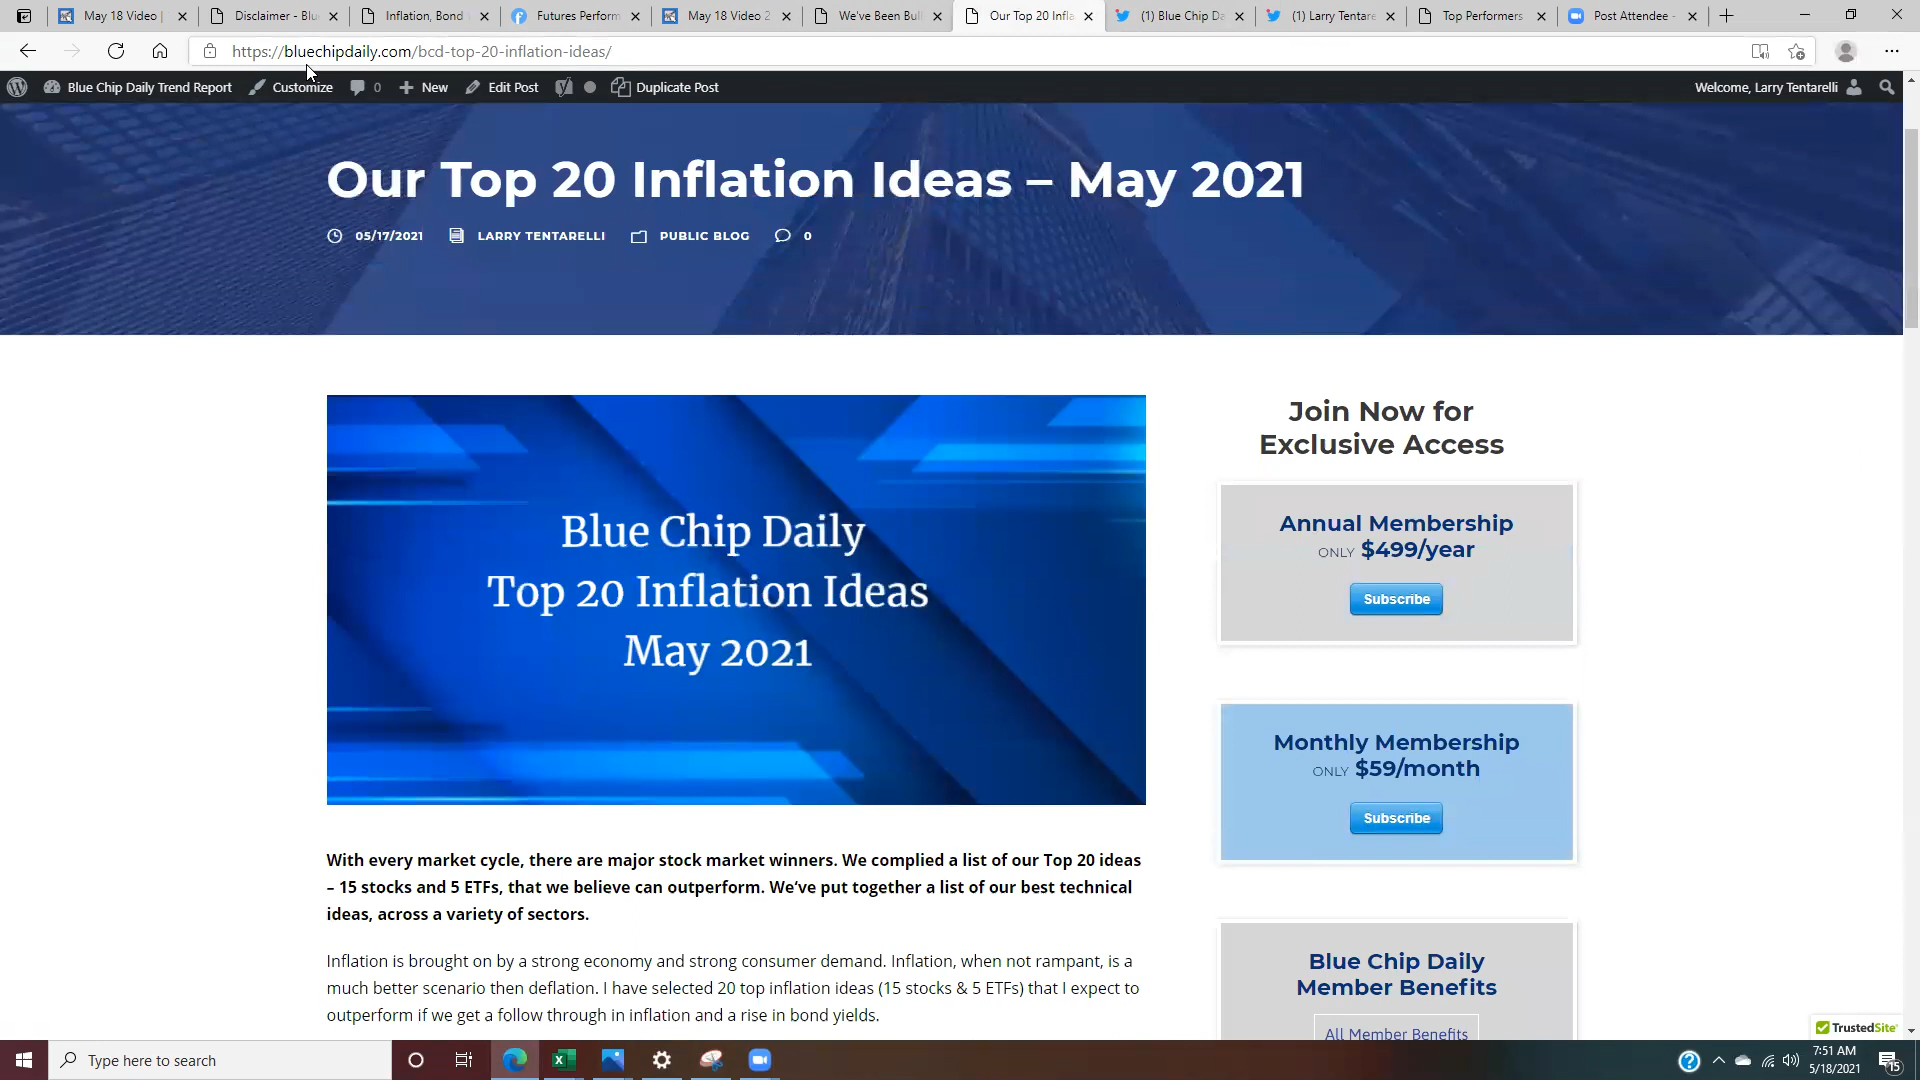 May 18 Video |
Disclaimer - Blu
Inflation, Bond
Futures Perform
May 18 Video 2
We've Been Bull
Our Top 20 Infla
(1) Blue Chip Da
(1) Larry Tentare
Top Performers
Post Attendee -
https://bluechipdaily.com/bcd-top-20-inflation-ideas/
Blue Chip Daily Trend Report
Customize
0
New
Edit Post
Duplicate Post
Welcome, Larry Tentarelli
Our Top 20 Inflation Ideas – May 2021
05/17/2021
LARRY TENTARELLI
PUBLIC BLOG
0
Blue Chip Daily
Top 20 Inflation Ideas
May 2021
With every market cycle, there are major stock market winners. We complied a list of our Top 20 ideas
– 15 stocks and 5 ETFs, that we believe can outperform. We've put together a list of our best technical
ideas, across a variety of sectors.
Inflation is brought on by a strong economy and strong consumer demand. Inflation, when not rampant, is a
much better scenario then deflation. I have selected 20 top inflation ideas (15 stocks & 5 ETFs) that I expect to
outperform if we get a follow through in inflation and a rise in bond yields.
Join Now for
Exclusive Access
Annual Membership
ONLY $499/year
Subscribe
Monthly Membership
ONLY $59/month
Subscribe
Blue Chip Daily
Member Benefits
All Member Benefits
TrustedSite
Type here to search
7:51 AM
5/18/2021
15